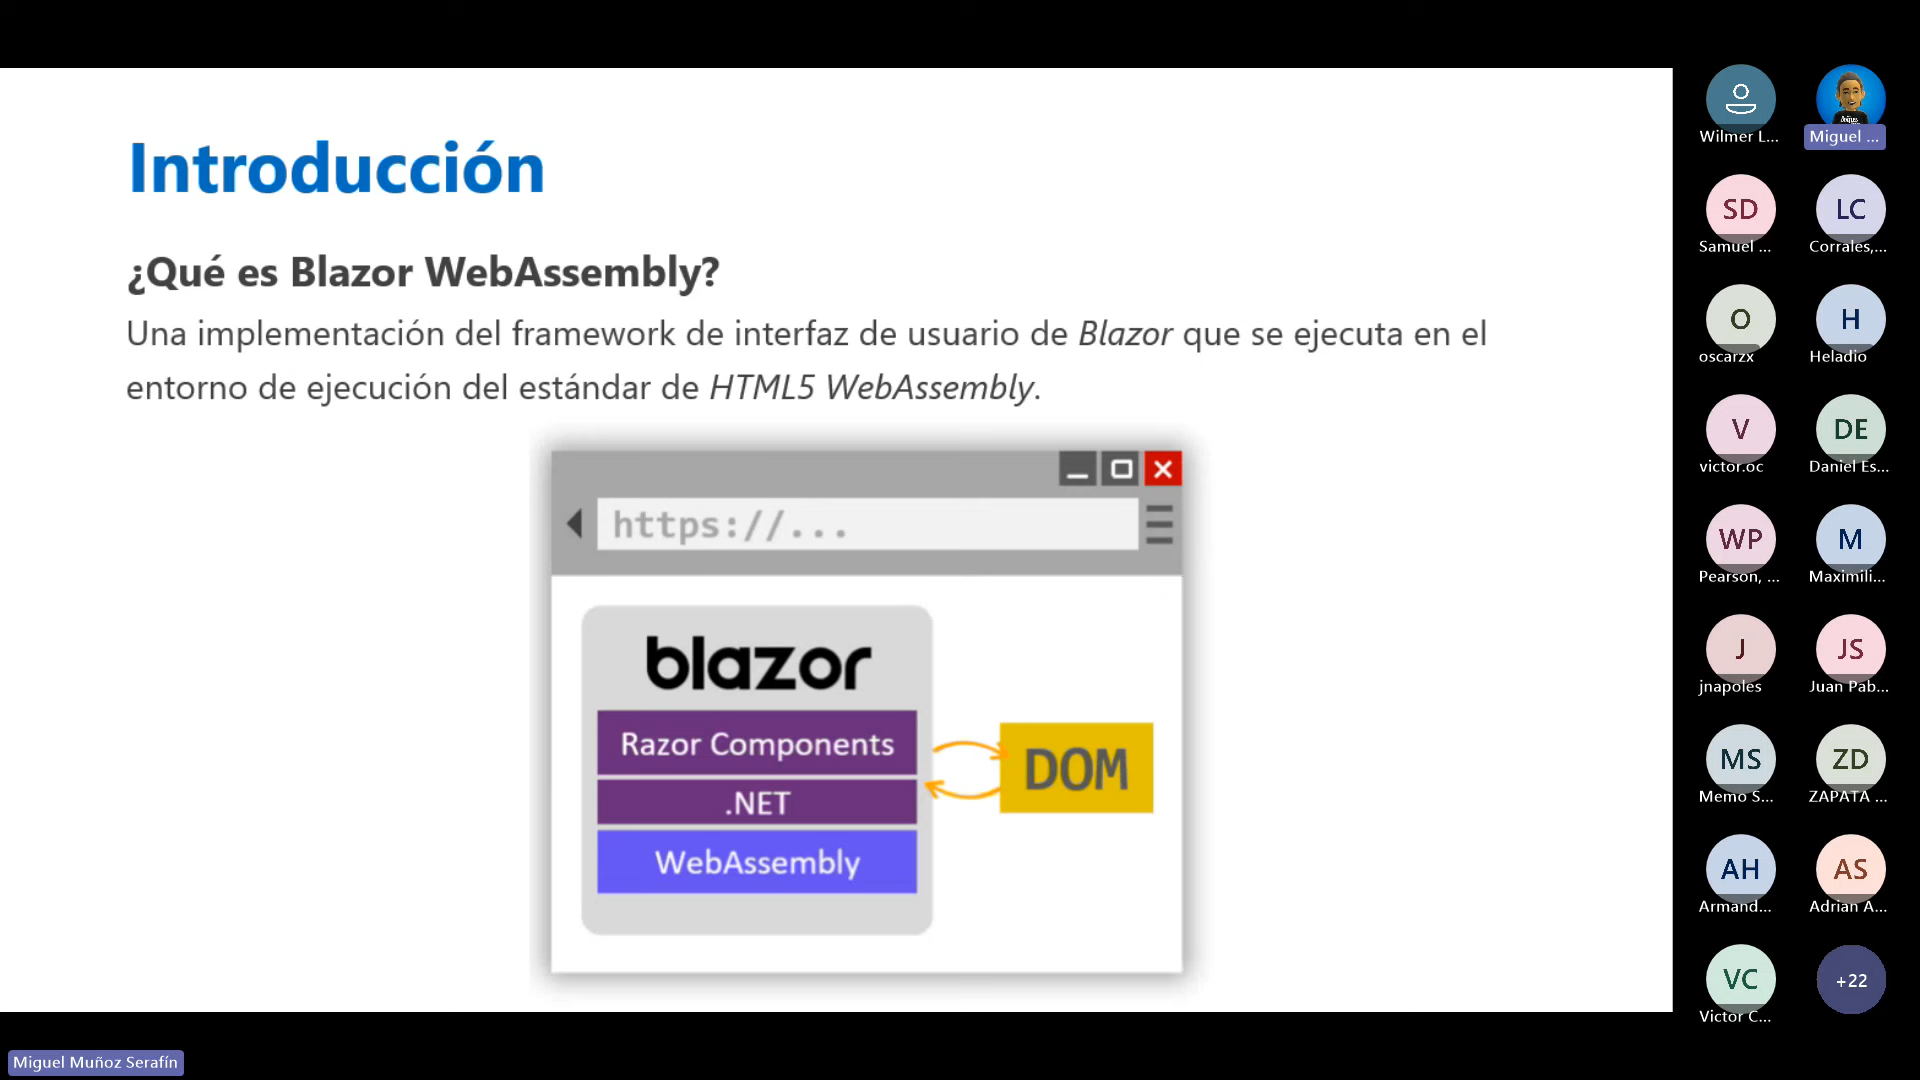 Introducción
¿Qué es Blazor WebAssembly?
Una implementación del framework de interfaz de usuario de Blazor que se ejecuta en el
entorno de ejecución del estándar de HTML5 WebAssembly.
https://...
blazor
Razor Components
.NET
WebAssembly
DOM
Wilmer L...
Miguel ...
SD
Samuel ...
LC
Corrales,...
O
oscarzx
H
Heladio
V
victor.oc
DE
Daniel Es...
WP
Pearson, ...
M
Maximili...
J
jnapoles
JS
Juan Pab...
MS
Memo S...
ZD
ZAPATA ...
AH
Armand...
AS
Adrian A...
VC
Victor C...
+22
Miguel Muñoz Serafín